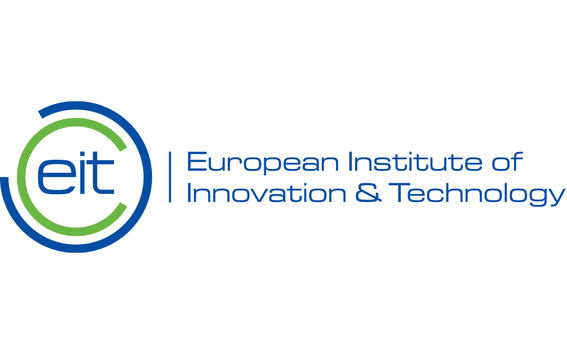 eit
European Institute of
Innovation & Technology